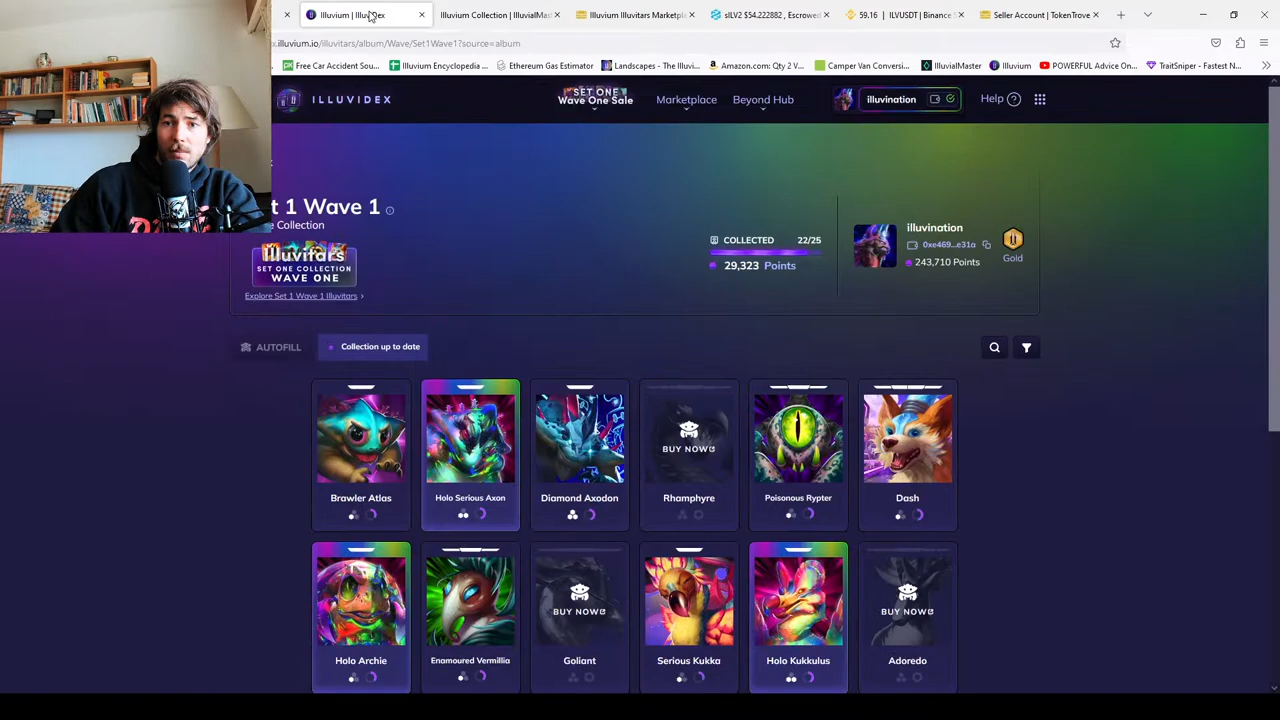 Illuvium | IlluviDex
Illuvium Collection | IlluvialMas
Illuvium Illuvitars Marketpla
sILV2 $54.222882 , Escrowed
59.16 | ILVUSDT | Binance
Seller Account | TokenTrove
.illuvium.io/illuvitars/album/Wave/Set1Wave1?source=album
Free Car Accident Sou...
Illuvium Encyclopedia ...
Ethereum Gas Estimator
Landscapes - The Illuvi...
Amazon.com: Qty 2 V...
Camper Van Conversi...
IlluvialMaster
Illuvium
POWERFUL Advice On...
TraitSniper - Fastest N...
ILLUVIDEX
SET ONE
Wave One Sale
Marketplace
Beyond Hub
illuvination
Help
t 1 Wave 1
e Collection
Illuvitars
SET ONE COLLECTION
WAVE ONE
Explore Set 1 Wave 1 Illuvitars
COLLECTED 22/25
29,323 Points
illuvination
0xe469...e31a
243,710 Points
Gold
AUTOFILL
Collection up to date
BUY NOW
Brawler Atlas
Holo Serious Axon
Diamond Axodon
Rhamphyre
Poisonous Rypter
Dash
BUY NOW
BUY NOW
Holo Archie
Enamoured Vermillia
Goliant
Serious Kukka
Holo Kukkulus
Adoredo